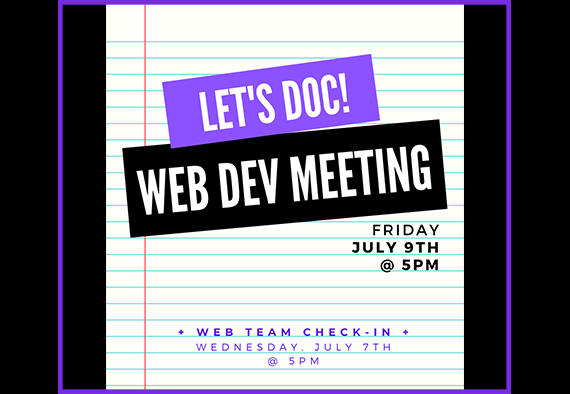 LET'S DOC!
WEB DEV MEETING
FRIDAY
JULY 9TH
@ 5PM
+ WEB TEAM CHECK-IN +
WEDNESDAY, JULY 7TH
@ 5PM